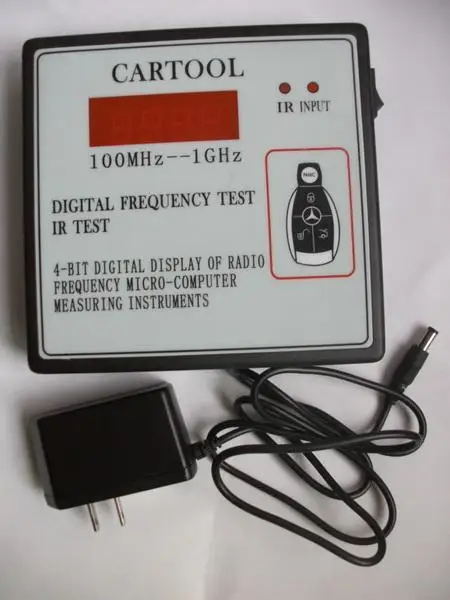 CARTOOL
IR INPUT
100MHz--1GHz
DIGITAL FREQUENCY TEST
IR TEST
PANIC
4-BIT DIGITAL DISPLAY OF RADIO
FREQUENCY MICRO-COMPUTER
MEASURING INSTRUMENTS